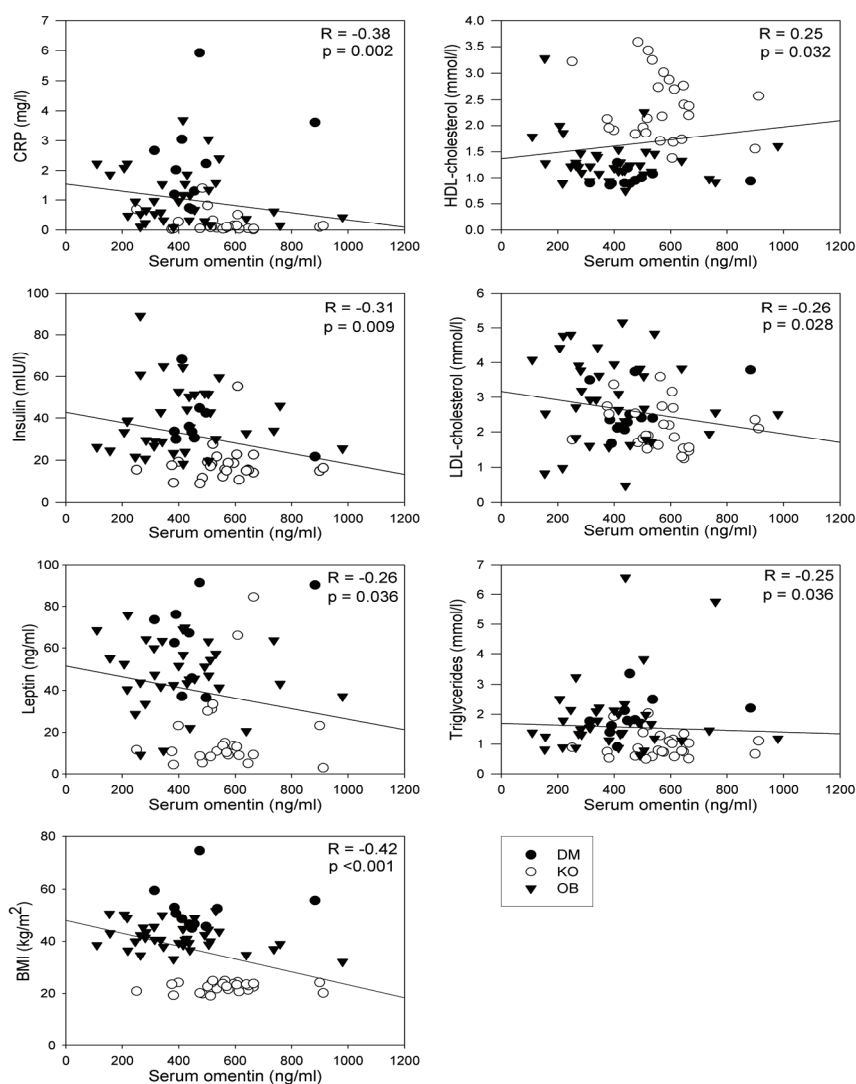 R = -0.38
p = 0.002
CRP (mg/l)
7
6
5
4
3
2
1
0
0 200 400 600 800 1000 1200
Serum omentin (ng/ml)
R = 0.25
p = 0.032
HDL-cholesterol (mmol/l)
4.0
3.5
3.0
2.5
2.0
1.5
1.0
0.5
0.0
0 200 400 600 800 1000 1200
Serum omentin (ng/ml)
R = -0.31
p = 0.009
Insulin (mIU/l)
100
80
60
40
20
0
0 200 400 600 800 1000 1200
Serum omentin (ng/ml)
R = -0.26
p = 0.028
LDL-cholesterol (mmol/l)
6
5
4
3
2
1
0
0 200 400 600 800 1000 1200
Serum omentin (ng/ml)
R = -0.26
p = 0.036
Leptin (ng/ml)
100
80
60
40
20
0
0 200 400 600 800 1000 1200
Serum omentin (ng/ml)
R = -0.25
p = 0.036
Triglycerides (mmol/l)
7
6
5
4
3
2
1
0
0 200 400 600 800 1000 1200
Serum omentin (ng/ml)
R = -0.42
p <0.001
BMI (kg/m²)
80
60
40
20
0
0 200 400 600 800 1000 1200
Serum omentin (ng/ml)
DM
KO
OB